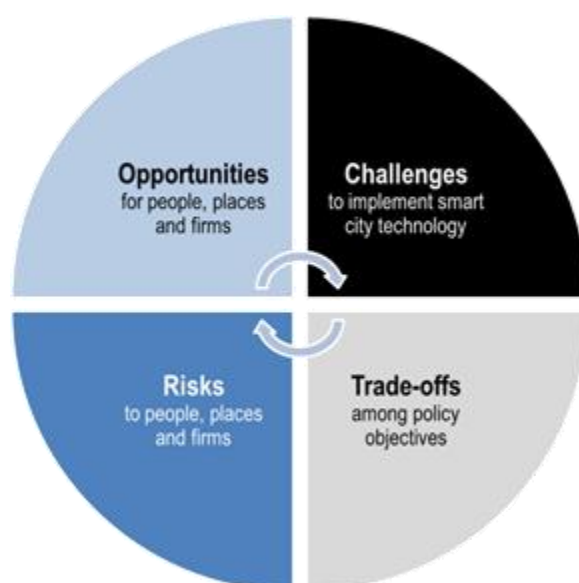 Opportunities
for people, places
and firms
Challenges
to implement smart
city technology
Risks
to people, places
and firms
Trade-offs
among policy
objectives